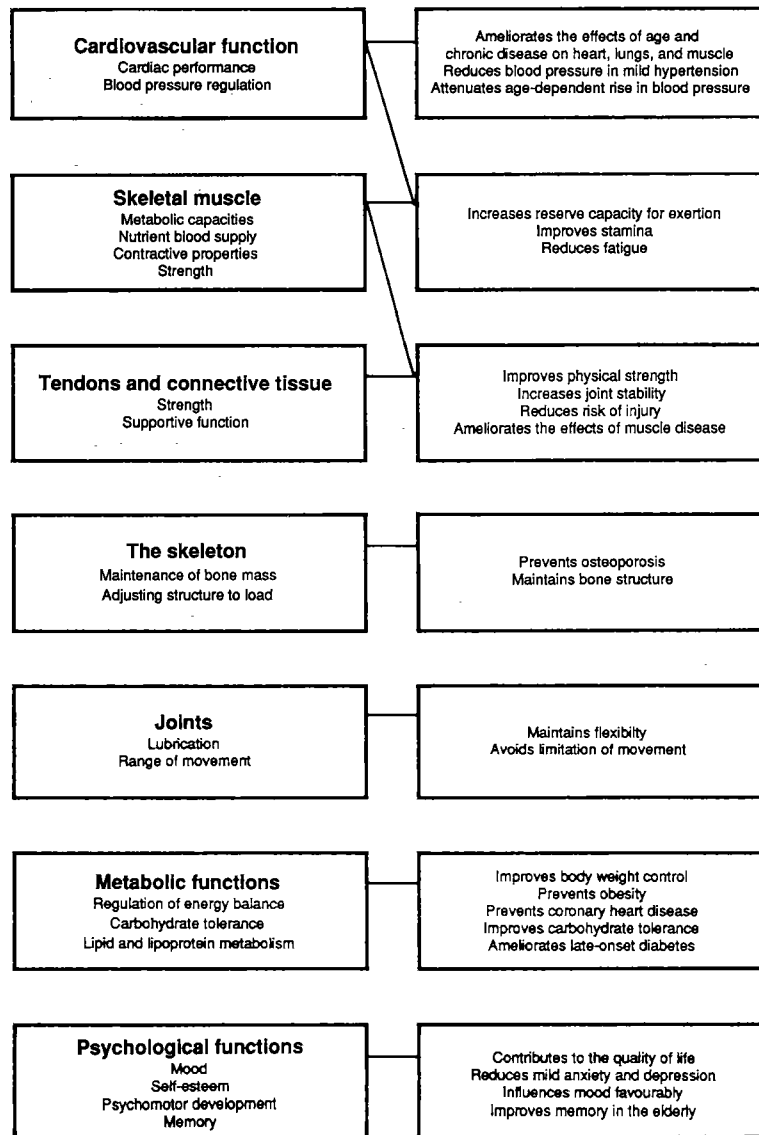 Cardiovascular function
Cardiac performance
Blood pressure regulation
Ameliorates the effects of age and
chronic disease on heart, lungs, and muscle
Reduces blood pressure in mild hypertension
Attenuates age-dependent rise in blood pressure
Skeletal muscle
Metabolic capacities
Nutrient blood supply
Contractive properties
Strength
Increases reserve capacity for exertion
Improves stamina
Reduces fatigue
Tendons and connective tissue
Strength
Supportive function
Improves physical strength
Increases joint stability
Reduces risk of injury
Ameliorates the effects of muscle disease
The skeleton
Maintenance of bone mass
Adjusting structure to load
Prevents osteoporosis
Maintains bone structure
Joints
Lubrication
Range of movement
Maintains flexibilty
Avoids limitation of movement
Metabolic functions
Regulation of energy balance
Carbohydrate tolerance
Lipid and lipoprotein metabolism
Improves body weight control
Prevents obesity
Prevents coronary heart disease
Improves carbohydrate tolerance
Ameliorates late-onset diabetes
Psychological functions
Mood
Self-esteem
Psychomotor development
Memory
Contributes to the quality of life
Reduces mild anxiety and depression
Influences mood favourably
Improves memory in the elderly